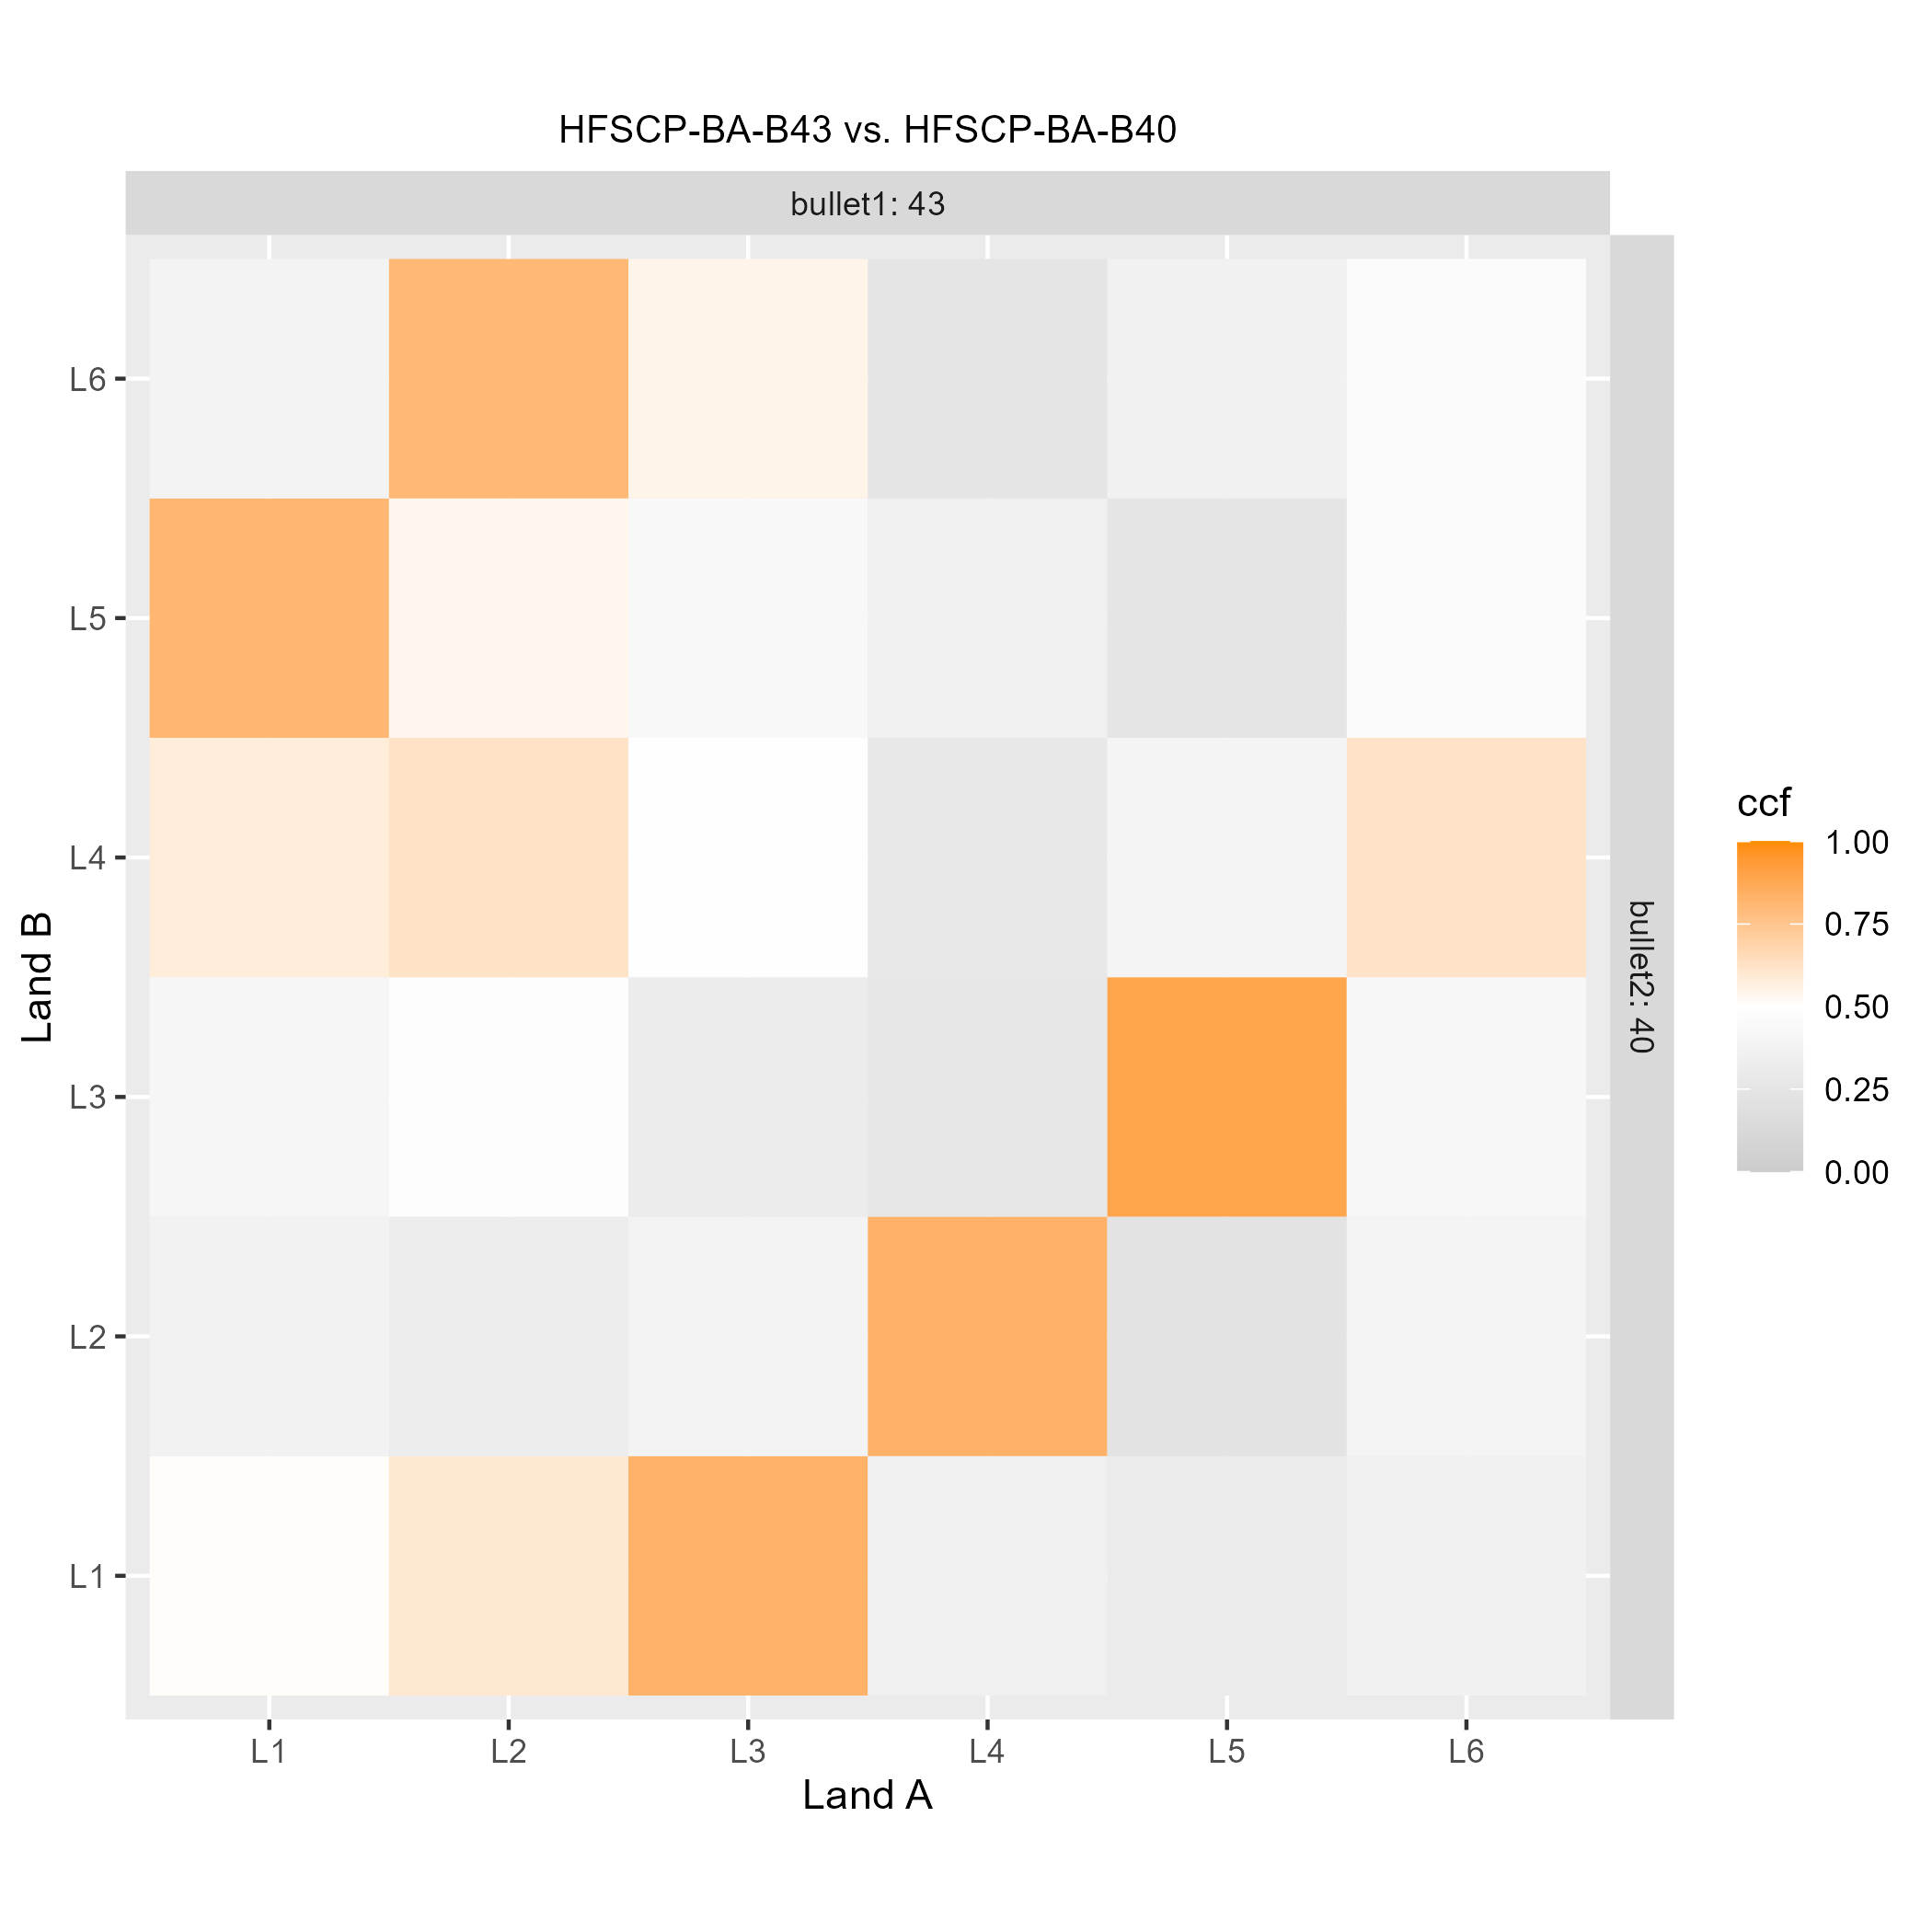 HFSCP-BA-B43 vs. HFSCP-BA-B40
bullet1: 43
L6
L5
L4
L3
L2
L1
Land B
bullet2: 40
L1 L2 L3 L4 L5 L6
Land A
ccf
1.00
0.75
0.50
0.25
0.00